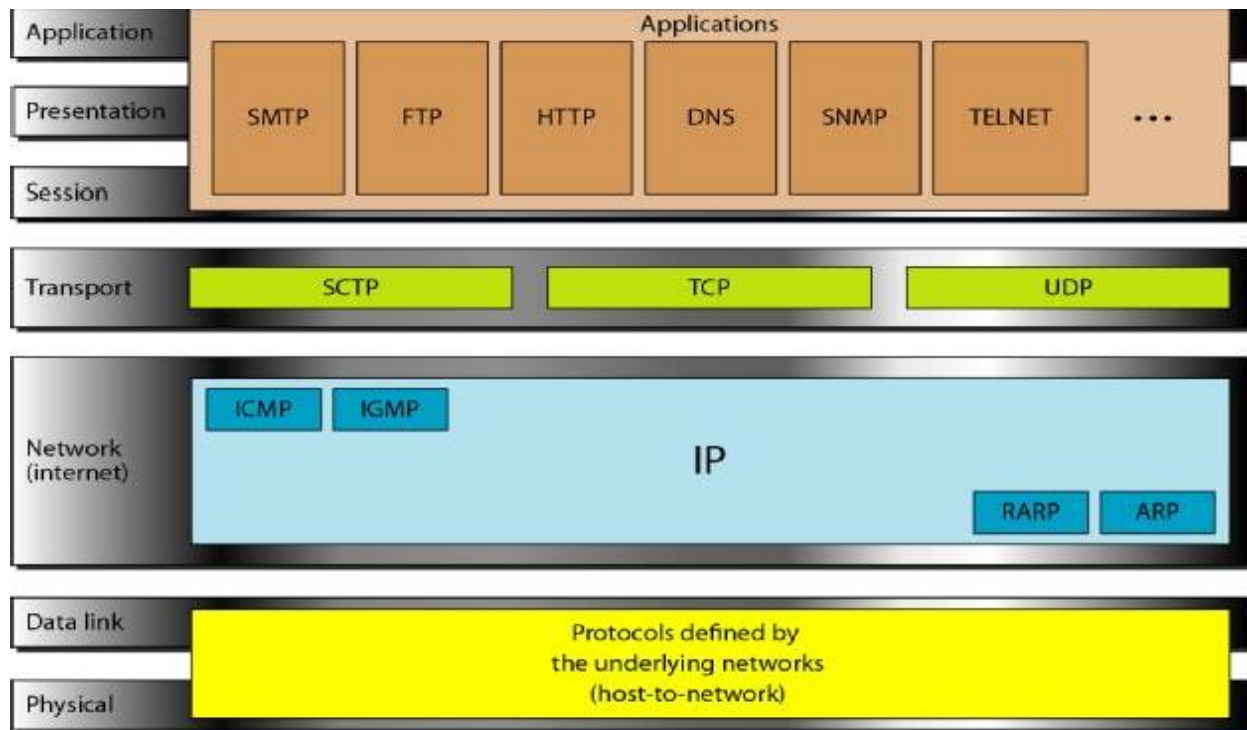 Application
Applications
Presentation
SMTP
FTP
HTTP
DNS
SNMP
TELNET
...
Session
Transport
SCTP
TCP
UDP
Network
(internet)
ICMP
IGMP
IP
RARP
ARP
Data link
Physical
Protocols defined by
the underlying networks
(host-to-network)